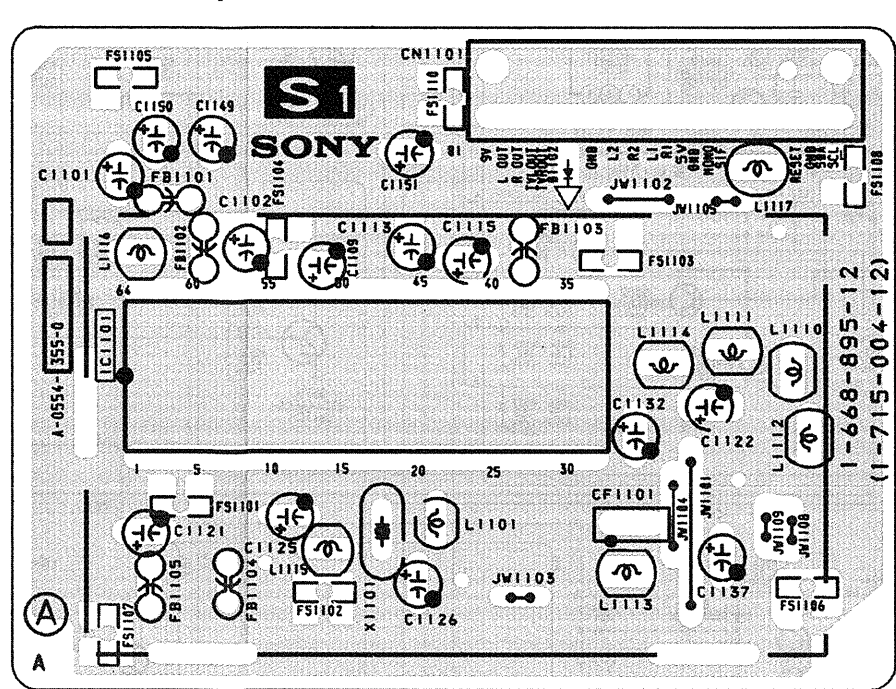 FS1105
CN1101
C1150
C1149
S 1
FS1110
SONY
C1151
18
9V
L OUT
R OUT
GND
L2
R2
L1
R1
5V
GND
MONO
SIF
RESET
GND
SDA
SCL
FS1108
C1101
FB1101
FS1104
C1102
JW1102
JW1105
L1117
L1116
FB1102
C1109
C1113
C1115
FB1103
FS1103
64
60
55
45
40
35
IC1101
A-0554-355-0
L1114
L1111
L1110
1-668-895-12
(1-715-004-12)
C1132
C1122
L1112
1
5
10
15
20
25
30
FS1101
C1121
C1125
L1115
L1101
CF1101
JW1104
JW1101
JW1109
JW1108
FB1105
FB1104
FS1102
X1101
C1126
JW1103
L1113
C1137
FS1106
A
FS1107
A